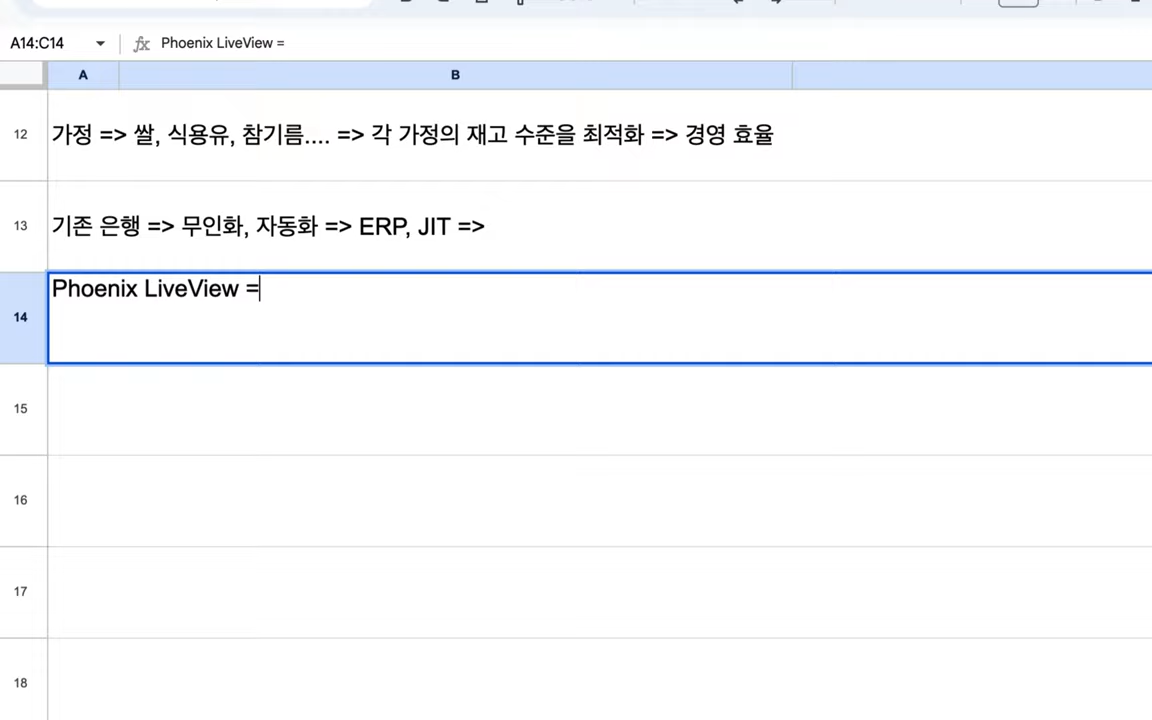 A14:C14
fx Phoenix LiveView =
A B
12 가정 => 쌀, 식용유, 참기름.... => 각 가정의 재고 수준을 최적화 => 경영 효율
13 기존 은행 => 무인화, 자동화 => ERP, JIT =>
14 Phoenix LiveView =
15
16
17
18